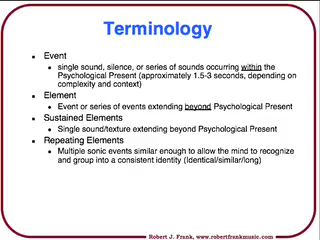 Terminology
• Event
• single sound, silence, or series of sounds occurring within the
Psychological Present (approximately 1.5-3 seconds, depending on
complexity and context)
• Element
• Event or series of events extending beyond Psychological Present
• Sustained Elements
• Single sound/texture extending beyond Psychological Present
• Repeating Elements
• Multiple sonic events similar enough to allow the mind to recognize
and group into a consistent identity (Identical/similar/long)
Robert J. Frank, www.robertfrankmusic.com